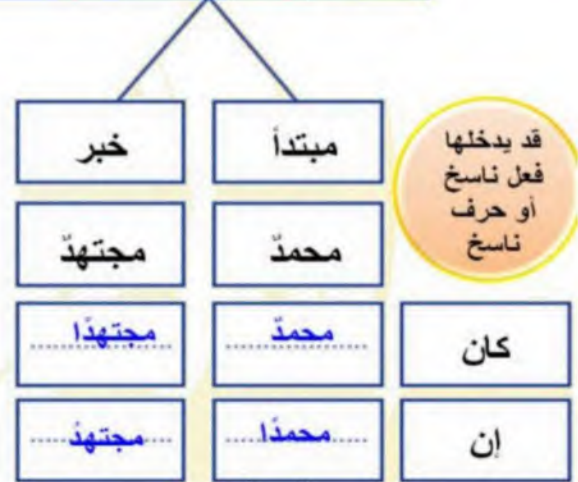 مبتدأ
خبر
قد يدخلها
فعل ناسخ
أو حرف
ناسخ
محمدٌ
مجتهدٌ
كان
محمدٌ
مجتهدًا
إن
محمدًا
مجتهدٌ